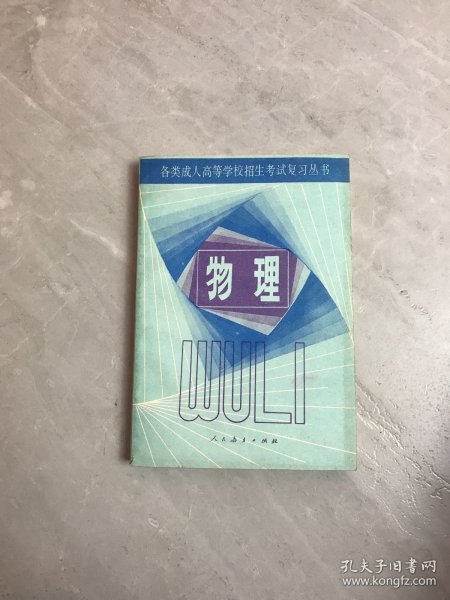 各类成人高等学校招生考试复习丛书
物理
WULI
人民教育出版社
孔夫子旧书网
www.kongfz.com